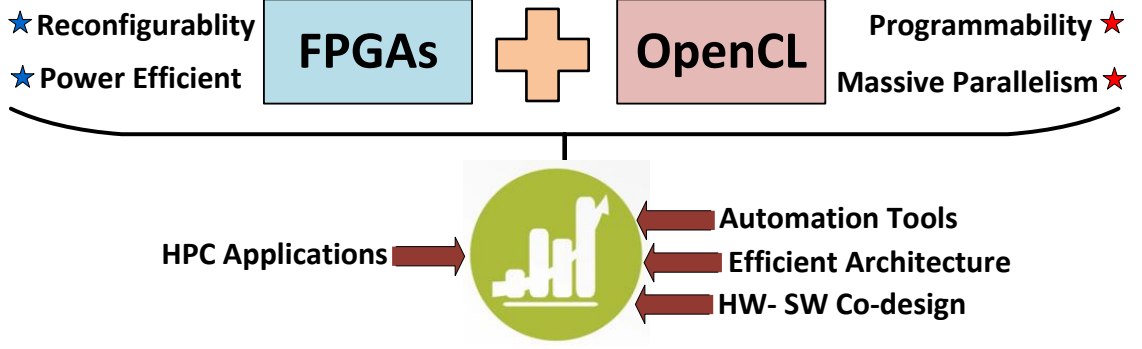 Reconfigurablity
Power Efficient
FPGAs
OpenCL
Programmability
Massive Parallelism
HPC Applications
Automation Tools
Efficient Architecture
HW- SW Co-design